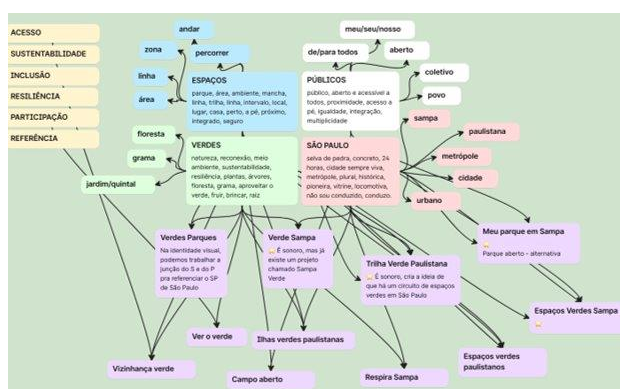 ACESSO
SUSTENTABILIDADE
INCLUSÃO
RESILIÊNCIA
PARTICIPAÇÃO
REFERÊNCIA
andar
zona
percorrer
linha
área
ESPAÇOS
parque, área, ambiente, mancha,
linha, trilha, linha, intervalo, local,
lugar, casa, perto, a pé, próximo,
integrado, seguro
meu/seu/nosso
de/para todos
aberto
coletivo
povo
PÚBLICOS
público, aberto e acessível a
todos, proximidade, acesso a
pé, igualdade, integração,
multiplicidade
floresta
grama
jardim/quintal
VERDES
natureza, reconexão, meio
ambiente, sustentabilidade,
resiliência, plantas, árvores,
floresta, grama, aproveitar o
verde, fruir, brincar, raiz
SÃO PAULO
selva de pedra, concreto, 24
horas, cidade sempre viva,
metrópole, plural, histórica,
pioneira, vitrine, locomotiva,
não sou conduzido, conduzo.
sampa
paulistana
metrópole
cidade
urbano
Verdes Parques
Na identidade visual,
podemos trabalhar a
junção do S e do P
pra referenciar o SP
de São Paulo
Verde Sampa
É sonoro, mas já
existe um projeto
chamado Sampa
Verde
Trilha Verde Paulistana
É sonoro, cria a ideia de
que há um circuito de espaços
verdes em São Paulo
Meu parque em Sampa
Parque aberto - alternativa
Espaços Verdes Sampa
Ver o verde
Ilhas verdes paulistanas
Espaços verdes
paulistanos
Vizinhança verde
Campo aberto
Respira Sampa